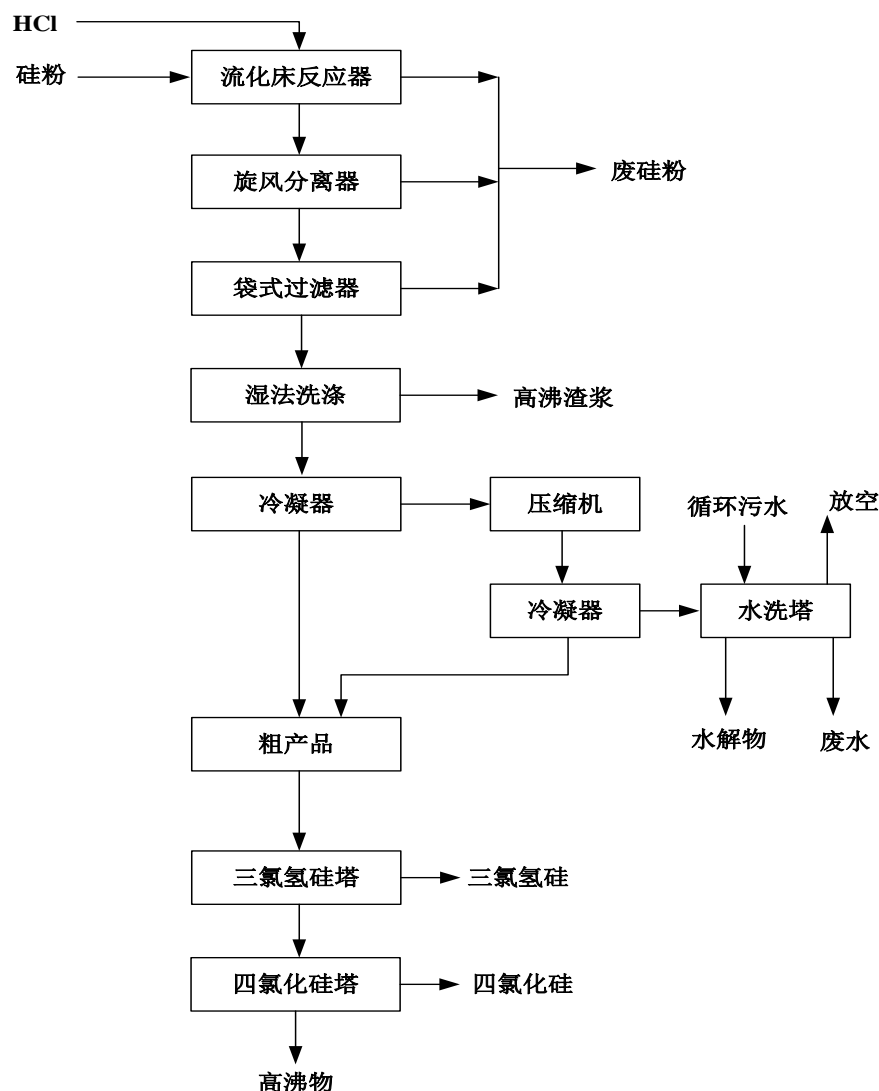 HCl
硅粉
流化床反应器
旋风分离器
废硅粉
袋式过滤器
湿法洗涤
高沸渣浆
冷凝器
压缩机
循环污水
放空
冷凝器
水洗塔
粗产品
水解物
废水
三氯氢硅塔
三氯氢硅
四氯化硅塔
四氯化硅
高沸物